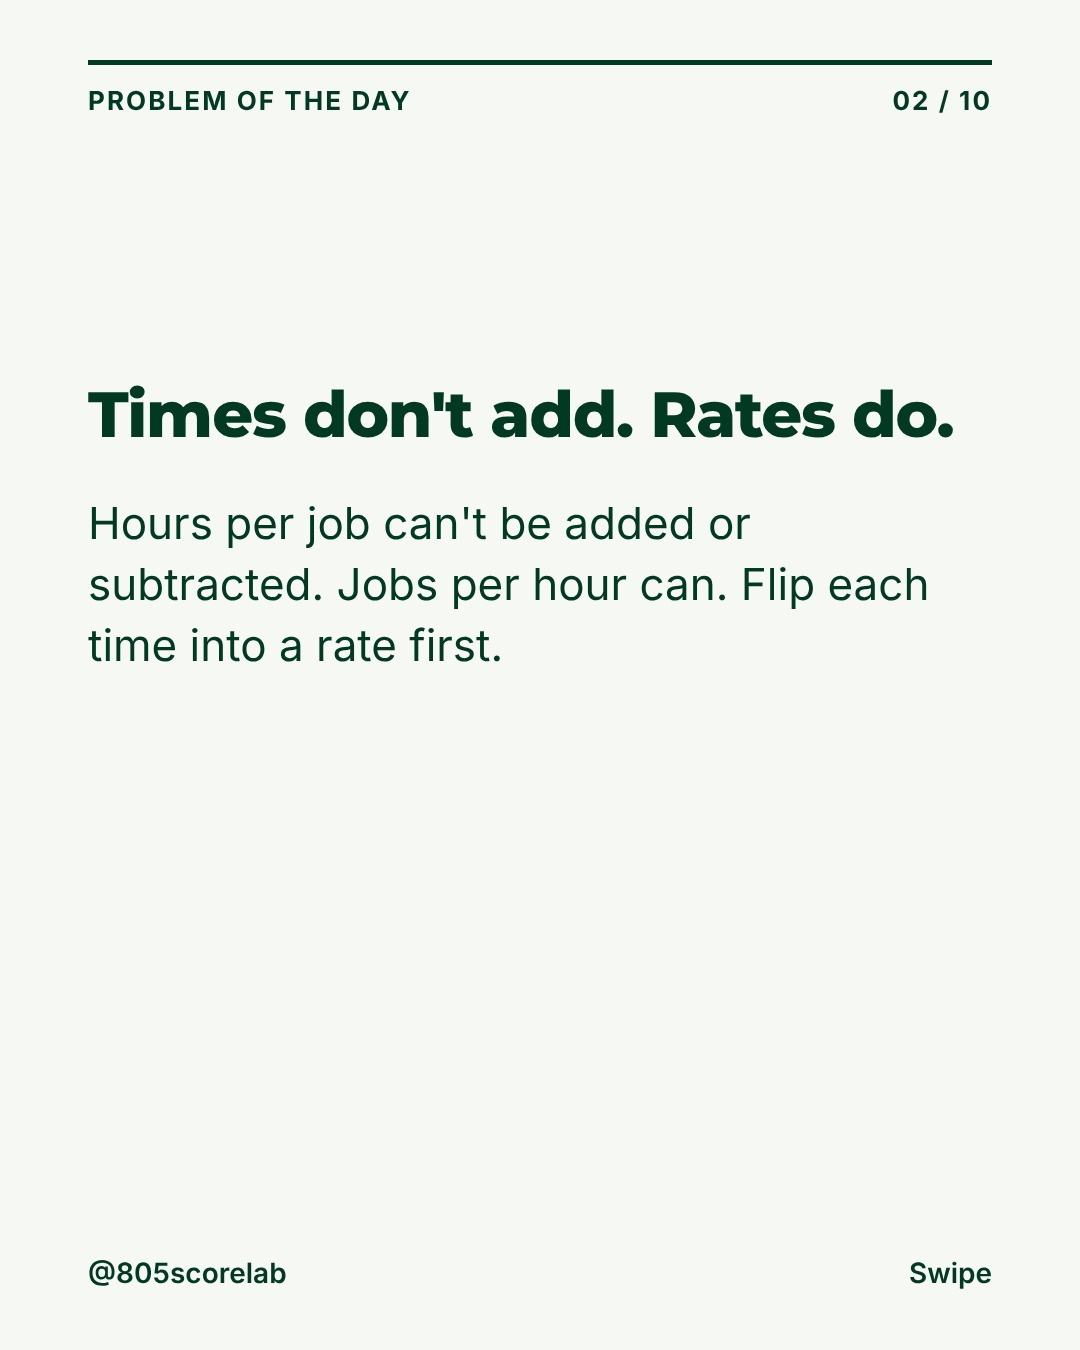 PROBLEM OF THE DAY
02 / 10
Times don't add. Rates do.
Hours per job can't be added or
subtracted. Jobs per hour can. Flip each
time into a rate first.
@805scorelab
Swipe